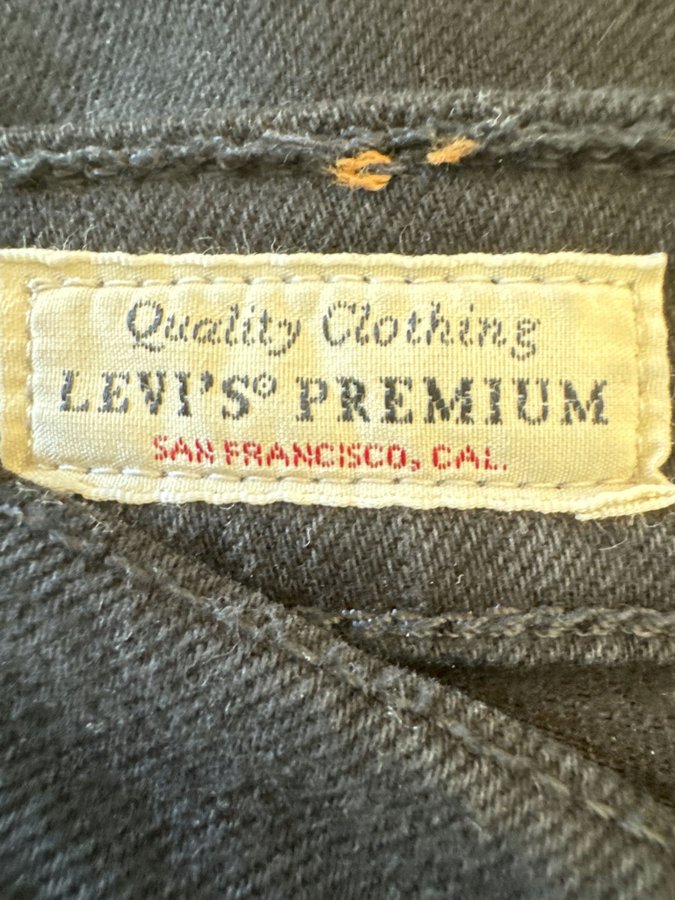 Quality Clothing
LEVI'S® PREMIUM
SAN FRANCISCO, CAL.